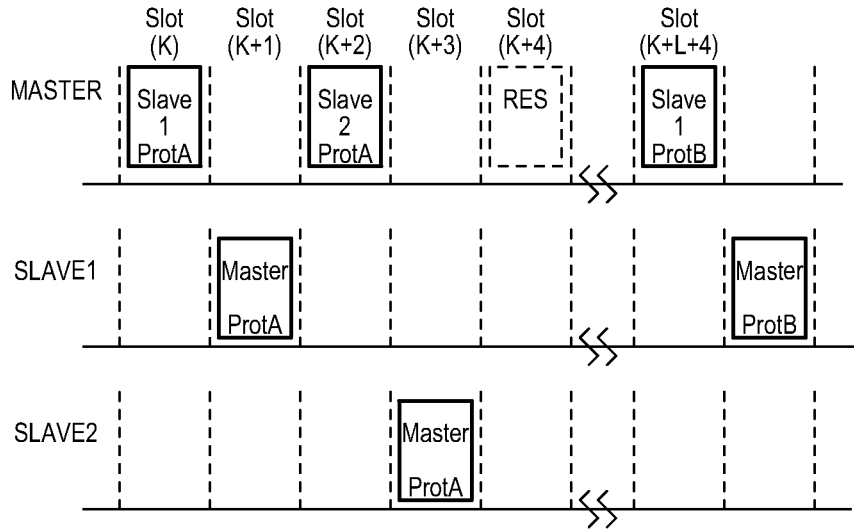 Slot Slot Slot Slot Slot Slot
(K) (K+1) (K+2) (K+3) (K+4) (K+L+4)
MASTER
Slave
1
ProtA
Slave
2
ProtA
RES
Slave
1
ProtB
SLAVE1
Master
ProtA
Master
ProtB
SLAVE2
Master
ProtA